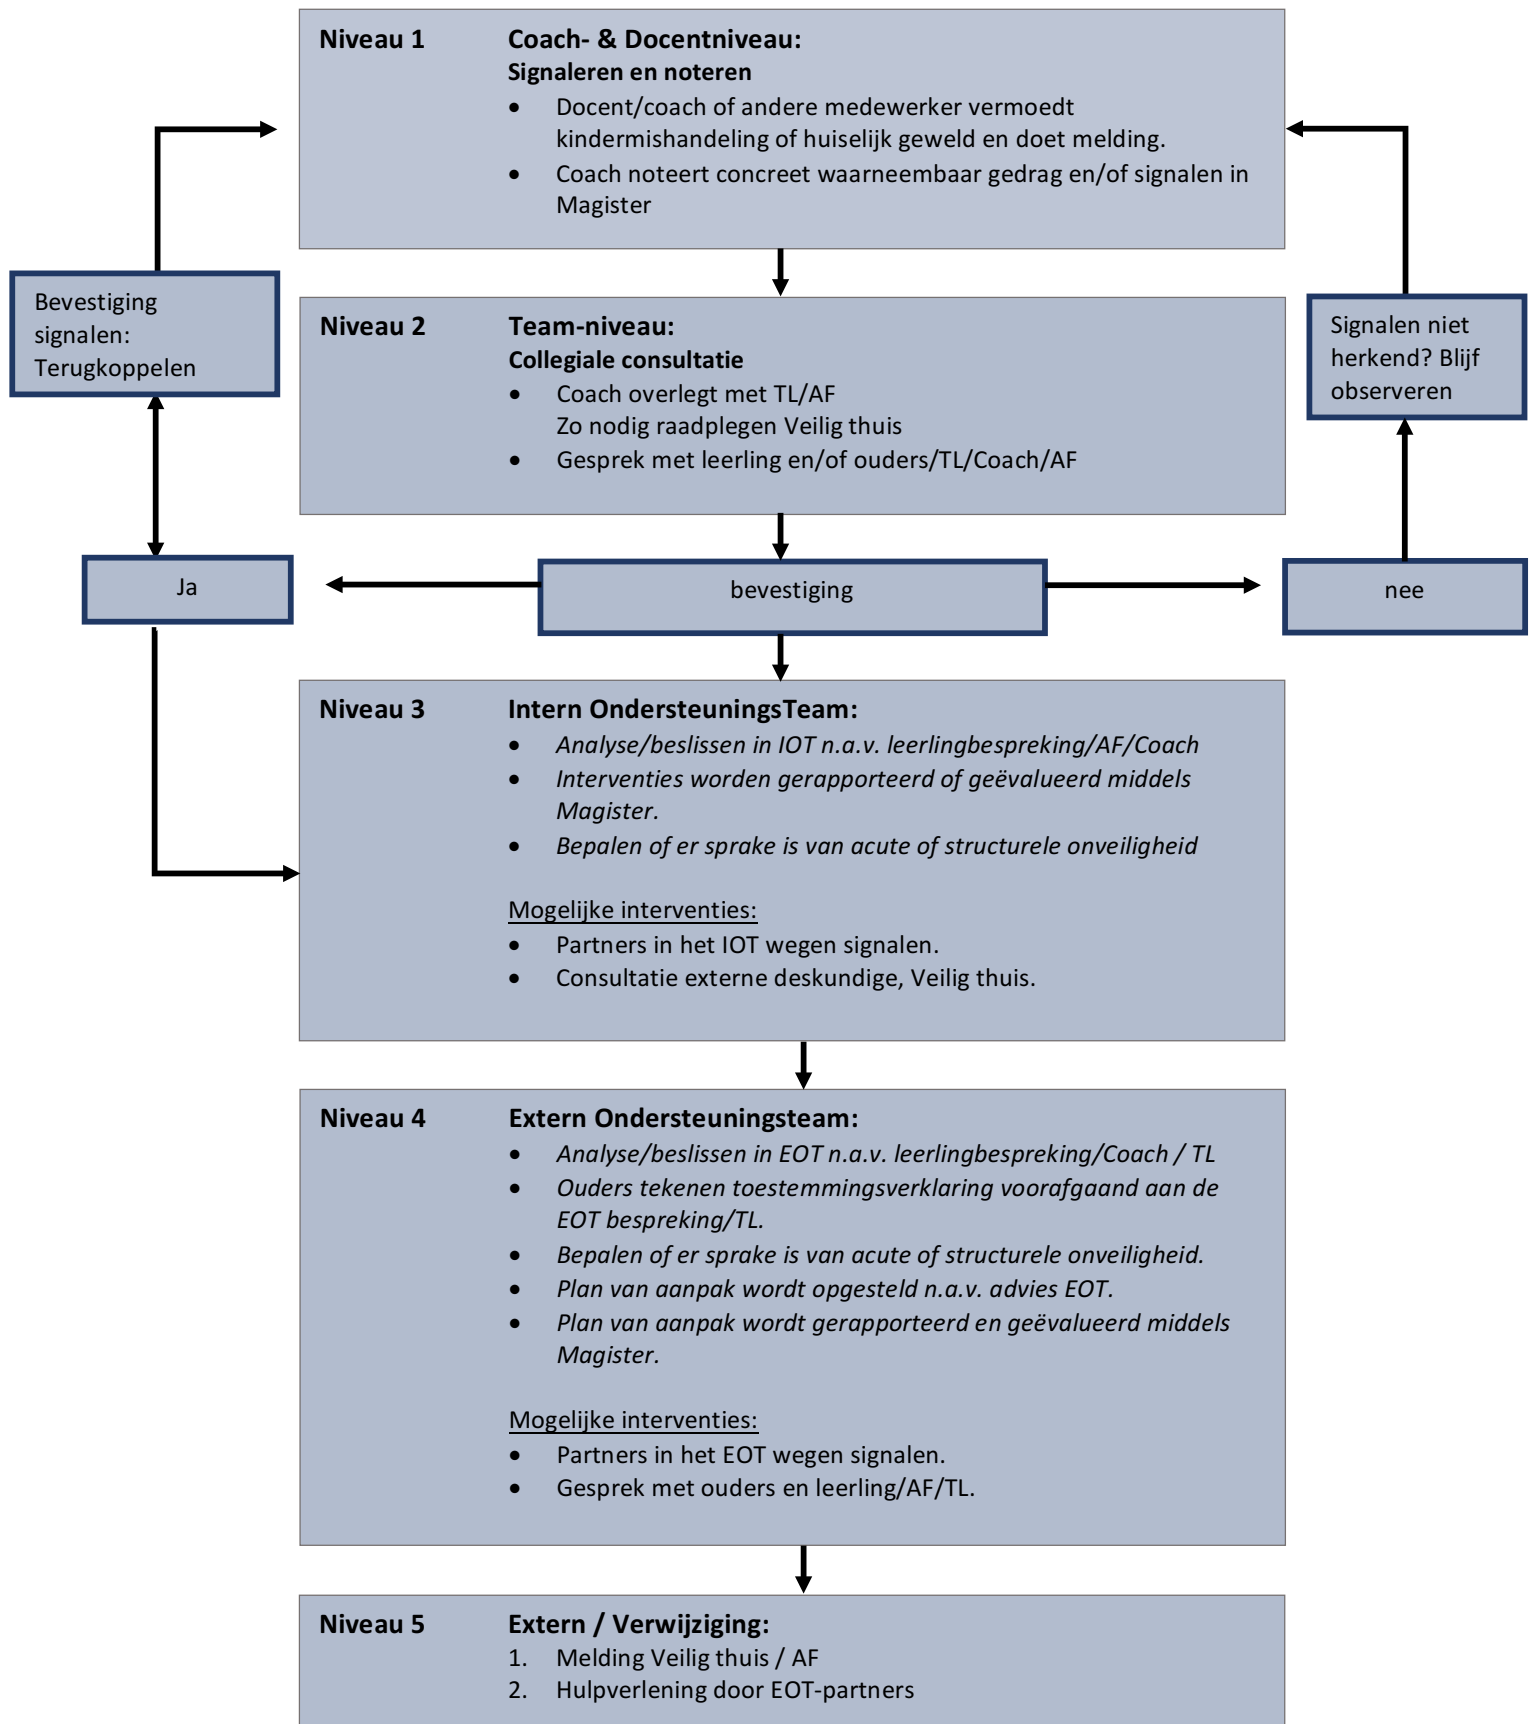 Niveau 1 Coach- & Docentniveau:
Signaleren en noteren
• Docent/coach of andere medewerker vermoedt
kindermishandeling of huiselijk geweld en doet melding.
• Coach noteert concreet waarneembaar gedrag en/of signalen in
Magister
Bevestiging
signalen:
Terugkoppelen
Niveau 2 Team-niveau:
Collegiale consultatie
• Coach overlegt met TL/AF
Zo nodig raadplegen Veilig thuis
• Gesprek met leerling en/of ouders/TL/Coach/AF
Signalen niet
herkend? Blijf
observeren
Ja
bevestiging
nee
Niveau 3 Intern OndersteuningsTeam:
• Analyse/beslissen in IOT n.a.v. leerlingbespreking/AF/Coach
• Interventies worden gerapporteerd of geëvalueerd middels
Magister.
• Bepalen of er sprake is van acute of structurele onveiligheid
Mogelijke interventies:
• Partners in het IOT wegen signalen.
• Consultatie externe deskundige, Veilig thuis.
Niveau 4 Extern Ondersteuningsteam:
• Analyse/beslissen in EOT n.a.v. leerlingbespreking/Coach / TL
• Ouders tekenen toestemmingsverklaring voorafgaand aan de
EOT bespreking/TL.
• Bepalen of er sprake is van acute of structurele onveiligheid.
• Plan van aanpak wordt opgesteld n.a.v. advies EOT.
• Plan van aanpak wordt gerapporteerd en geëvalueerd middels
Magister.
Mogelijke interventies:
• Partners in het EOT wegen signalen.
• Gesprek met ouders en leerling/AF/TL.
Niveau 5 Extern / Verwijziging:
1. Melding Veilig thuis / AF
2. Hulpverlening door EOT-partners